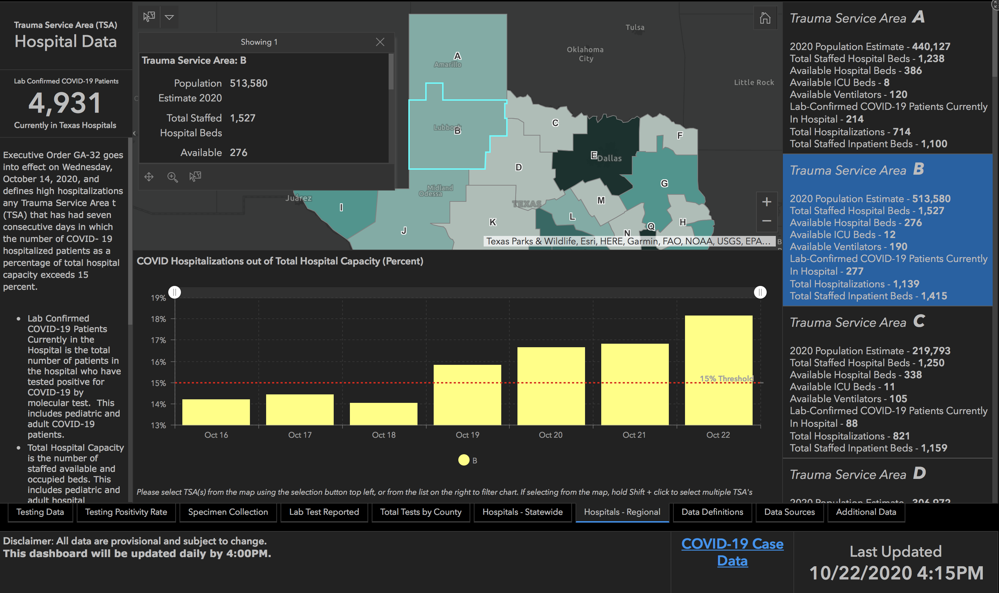 Trauma Service Area (TSA)
Hospital Data
Lab Confirmed COVID-19 Patients
4,931
Currently in Texas Hospitals
Executive Order GA-32 goes
into effect on Wednesday,
October 14, 2020, and
defines high hospitalizations
any Trauma Service Area t
(TSA) that has had seven
consecutive days in which
the number of COVID- 19
hospitalized patients as a
percentage of total hospital
capacity exceeds 15
percent.
• Lab Confirmed
COVID-19 Patients
Currently in the
Hospital is the total
number of patients in
the hospital who have
tested positive for
COVID-19 by
molecular test.  This
includes pediatric and
adult COVID-19
patients.
• Total Hospital Capacity
is the number of
staffed available and
occupied beds. This
includes pediatric and
adult hospital
Showing 1
Trauma Service Area: B
Population 513,580
Estimate 2020
Total Staffed 1,527
Hospital Beds
Available 276
Tulsa
Oklahoma
City
Little Rock
A
Amarillo
Lubbock
B
C
F
E
Dallas
D
G
Midland
Odessa
Juárez
TEXAS
M
I
L
K
J
Q
H
N
Texas Parks & Wildlife, Esri, HERE, Garmin, FAO, NOAA, USGS, EPA...
COVID Hospitalizations out of Total Hospital Capacity (Percent)
19%
18%
17%
16%
15%
14%
13%
15% Threshold
Oct 16 Oct 17 Oct 18 Oct 19 Oct 20 Oct 21 Oct 22
B
Please select TSA(s) from the map using the selection button top left, or from the list on the right to filter chart. If selecting from the map, hold Shift + click to select multiple TSA's
Trauma Service Area A
2020 Population Estimate - 440,127
Total Staffed Hospital Beds - 1,238
Available Hospital Beds - 386
Available ICU Beds - 8
Available Ventilators - 120
Lab-Confirmed COVID-19 Patients Currently
In Hospital - 214
Total Hospitalizations - 714
Total Staffed Inpatient Beds - 1,100
Trauma Service Area B
2020 Population Estimate - 513,580
Total Staffed Hospital Beds - 1,527
Available Hospital Beds - 276
Available ICU Beds - 12
Available Ventilators - 190
Lab-Confirmed COVID-19 Patients Currently
In Hospital - 277
Total Hospitalizations - 1,139
Total Staffed Inpatient Beds - 1,415
Trauma Service Area C
2020 Population Estimate - 219,793
Total Staffed Hospital Beds - 1,250
Available Hospital Beds - 338
Available ICU Beds - 11
Available Ventilators - 105
Lab-Confirmed COVID-19 Patients Currently
In Hospital - 88
Total Hospitalizations - 821
Total Staffed Inpatient Beds - 1,159
Trauma Service Area D
2020 Population Estimate - 306,972
Testing Data
Testing Positivity Rate
Specimen Collection
Lab Test Reported
Total Tests by County
Hospitals - Statewide
Hospitals - Regional
Data Definitions
Data Sources
Additional Data
Disclaimer: All data are provisional and subject to change.
This dashboard will be updated daily by 4:00PM.
COVID-19 Case
Data
Last Updated
10/22/2020 4:15PM